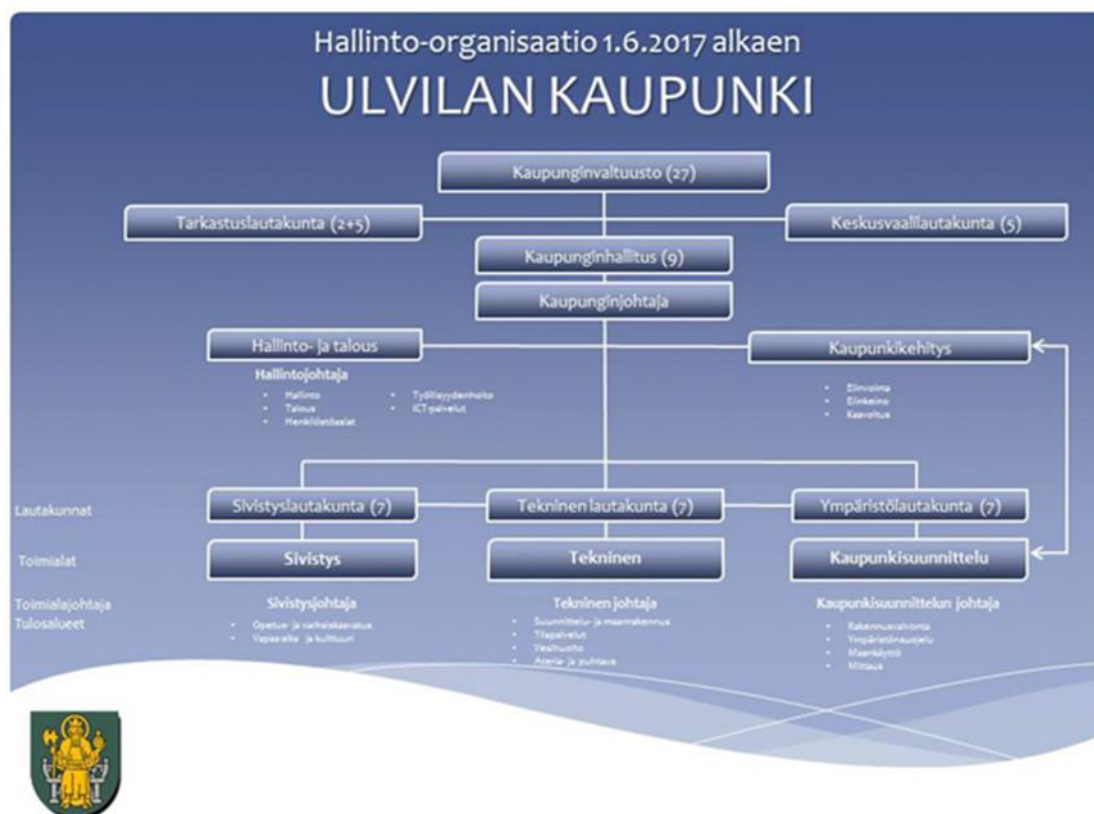 Hallinto-organisaatio 1.6.2017 alkaen
ULVILAN KAUPUNKI
Kaupunginvaltuusto (27)
Tarkastuslautakunta (2+5)
Keskusvaalilautakunta (5)
Kaupunginhallitus (9)
Kaupunginjohtaja
Hallinto- ja talous
Kaupunkikehitys
Hallintojohtaja
• Hallinto
• Talous
• Henkilöstöasiat
• Työllisyydenhoito
• ICT-palvelut
• Elinvoima
• Elinkeino
• Kaavoitus
Lautakunnat
Sivistyslautakunta (7)
Tekninen lautakunta (7)
Ympäristölautakunta (7)
Toimialat
Sivistys
Tekninen
Kaupunkisuunnittelu
Toimialajohtaja
Tulosalueet
Sivistysjohtaja
• Opetus- ja varhaiskasvatus
• Vapaa-aika- ja kulttuuri
Tekninen johtaja
• Suunnittelu- ja maanrakennus
• Tilapalvelut
• Vesihuolto
• Ateria- ja puhtaus
Kaupunkisuunnittelun johtaja
• Rakennusvalvonta
• Ympäristönsuojelu
• Maankäyttö
• Mittaus